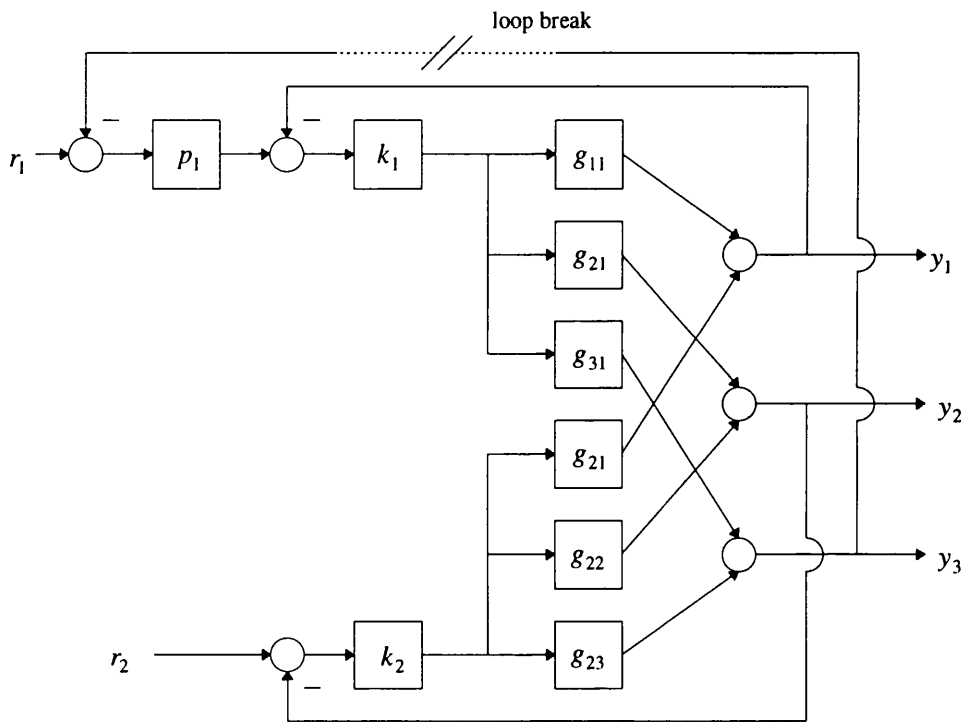 loop break
−
−
r₁
p₁
k₁
g₁₁
g₂₁
y₁
g₃₁
y₂
g₂₁
g₂₂
y₃
r₂
k₂
g₂₃
−